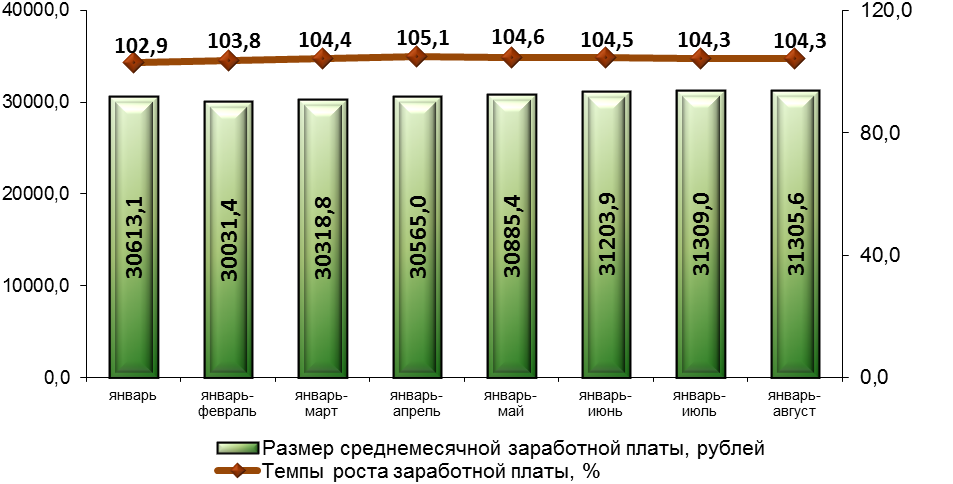 40000,0
30000,0
20000,0
10000,0
0,0
120,0
80,0
40,0
0,0
102,9
103,8
104,4
105,1
104,6
104,5
104,3
104,3
30613,1
30031,4
30318,8
30565,0
30885,4
31203,9
31309,0
31305,6
январь
январь-
февраль
январь-
март
январь-
апрель
январь-
май
январь-
июнь
январь-
июль
январь-
август
Размер среднемесячной заработной платы, рублей
Темпы роста заработной платы, %